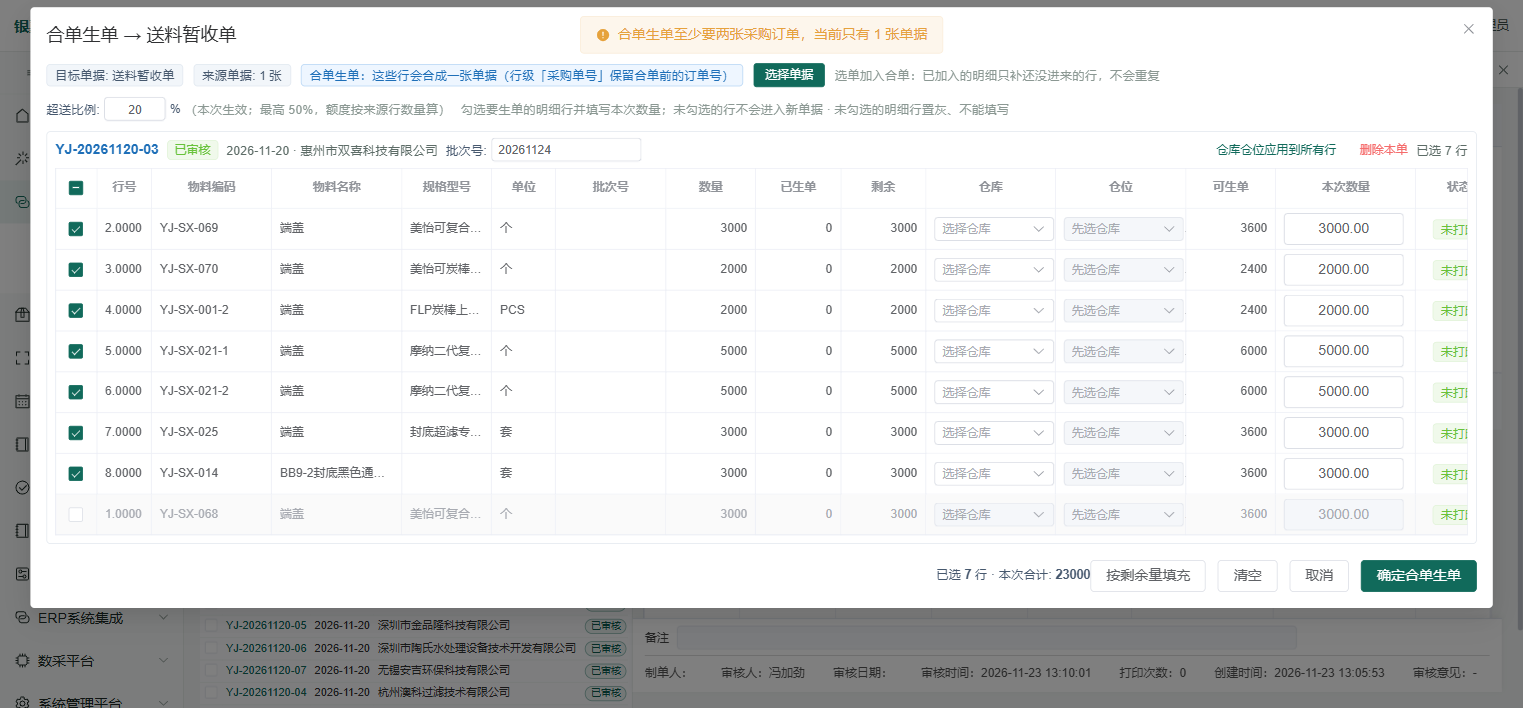 合单生单 → 送料暂收单
合单生单至少要两张采购订单，当前只有 1 张单据
目标单据: 送料暂收单 来源单据: 1 张 合单生单：这些行会合成一张单据（行级「采购单号」保留合单前的订单号） 选择单据 选单加入合单：已加入的明细只补还没进来的行，不会重复
超送比例: 20 % （本次生效；最高 50%，额度按来源行数量算） 勾选要生单的明细行并填写本次数量；未勾选的行不会进入新单据 · 未勾选的明细行置灰、不能填写
YJ-20261120-03 已审核 2026-11-20 · 惠州市双喜科技有限公司 批次号: 20261124 仓库仓位应用到所有行 删除本单 已选 7 行
行号 物料编码 物料名称 规格型号 单位 批次号 数量 已生单 剩余 仓库 仓位 可生单 本次数量 状态
2.0000 YJ-SX-069 端盖 美怡可复合... 个 3000 0 3000 选择仓库 先选仓库 3600 3000.00 未打
3.0000 YJ-SX-070 端盖 美怡可炭棒... 个 2000 0 2000 选择仓库 先选仓库 2400 2000.00 未打
4.0000 YJ-SX-001-2 端盖 FLP炭棒上... PCS 2000 0 2000 选择仓库 先选仓库 2400 2000.00 未打
5.0000 YJ-SX-021-1 端盖 摩纳二代复... 个 5000 0 5000 选择仓库 先选仓库 6000 5000.00 未打
6.0000 YJ-SX-021-2 端盖 摩纳二代复... 个 5000 0 5000 选择仓库 先选仓库 6000 5000.00 未打
7.0000 YJ-SX-025 端盖 封底超滤专... 套 3000 0 3000 选择仓库 先选仓库 3600 3000.00 未打
8.0000 YJ-SX-014 BB9-2封底黑色通... 套 3000 0 3000 选择仓库 先选仓库 3600 3000.00 未打
1.0000 YJ-SX-068 端盖 美怡可复合... 个 3000 0 3000 选择仓库 先选仓库 3600 3000.00 未打
已选 7 行 · 本次合计: 23000 按剩余量填充 清空 取消 确定合单生单
ERP系统集成
数采平台
系统管理平台
YJ-20261120-05 2026-11-20 深圳市金品隆科技有限公司 已审核
YJ-20261120-06 2026-11-20 深圳市陶氏水处理设备技术开发有限公司 已审核
YJ-20261120-07 2026-11-20 无锡安吉环保科技有限公司 已审核
YJ-20261120-04 2026-11-20 杭州澳科过滤技术有限公司 已审核
备注
制单人: 审核人: 冯加劲 审核日期: 审核时间: 2026-11-23 13:10:01 打印次数: 0 创建时间: 2026-11-23 13:05:53 审核意见: -